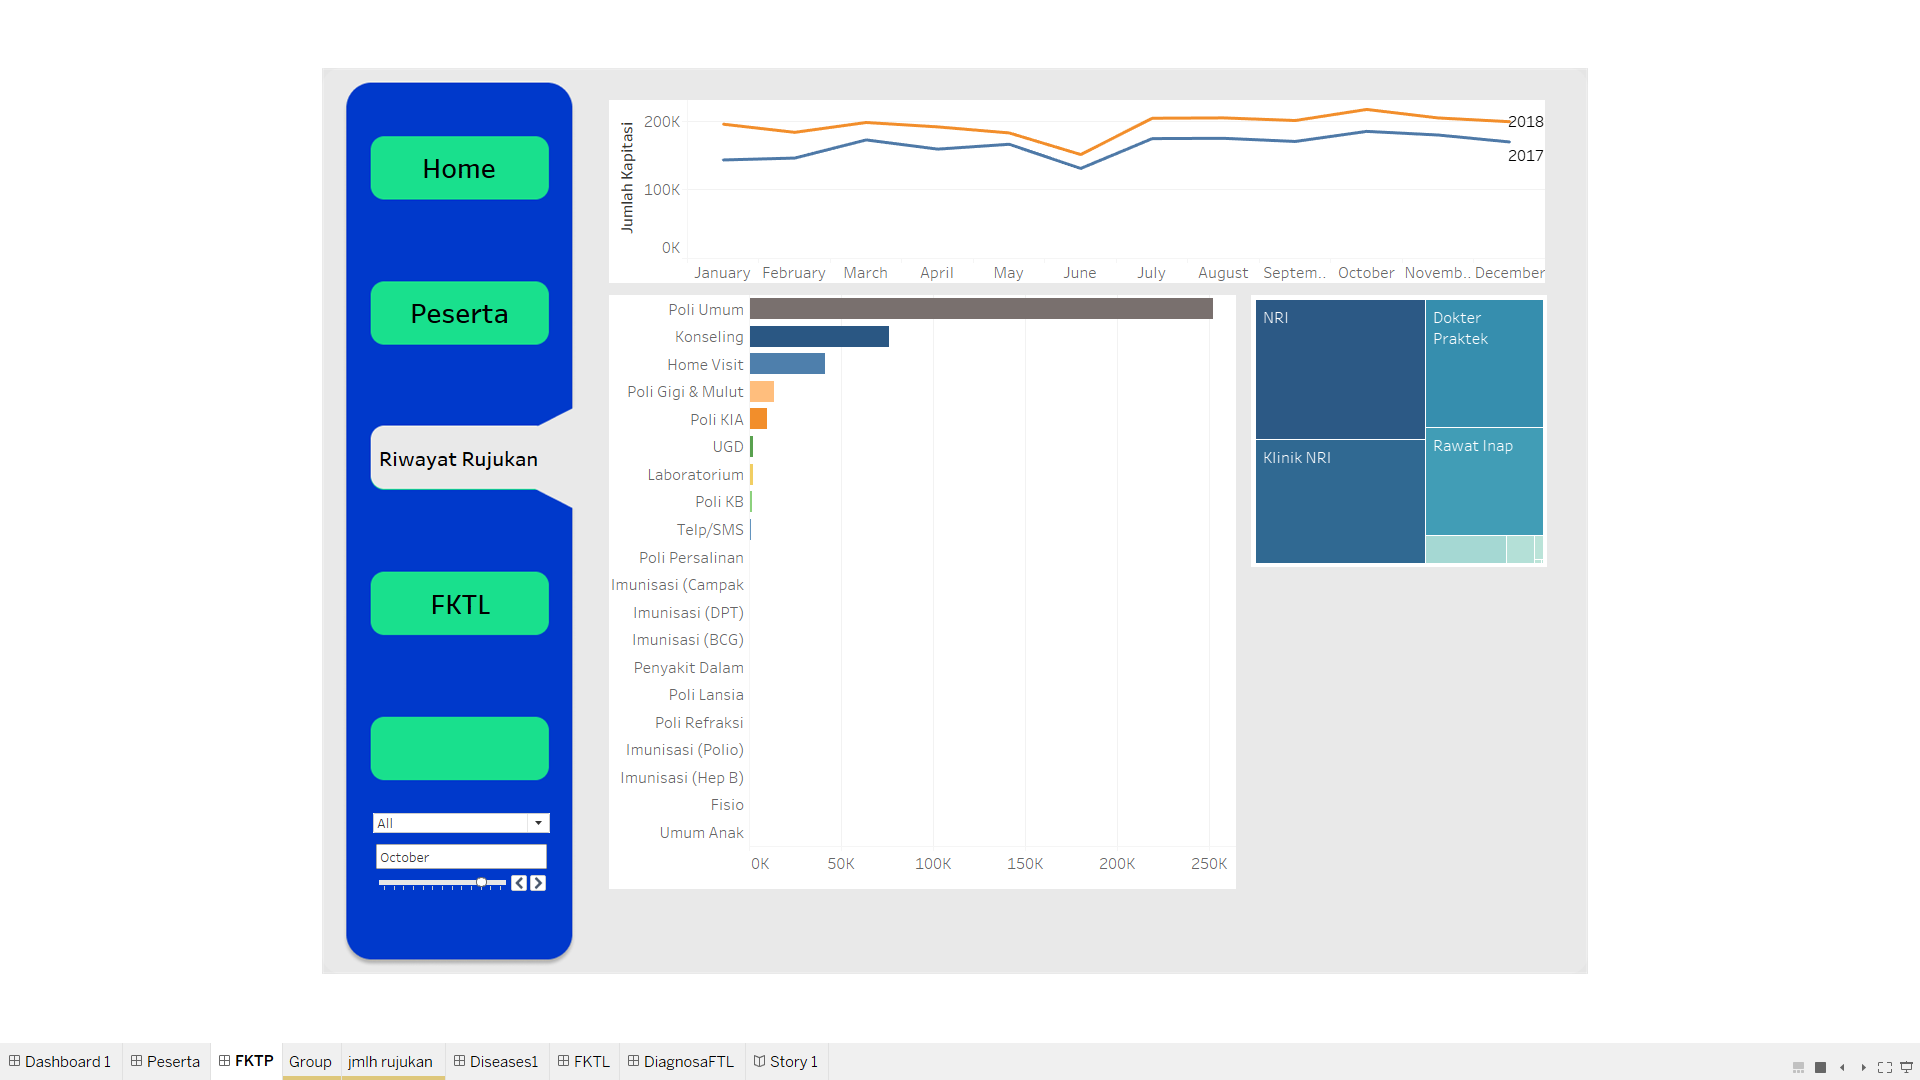 Home
Peserta
Riwayat Rujukan
FKTL
All
October
Jumlah Kapitasi
200K
100K
0K
2018
2017
January February March April May June July August Septem.. October Novemb.. December
Poli Umum
Konseling
Home Visit
Poli Gigi & Mulut
Poli KIA
UGD
Laboratorium
Poli KB
Telp/SMS
Poli Persalinan
Imunisasi (Campak
Imunisasi (DPT)
Imunisasi (BCG)
Penyakit Dalam
Poli Lansia
Poli Refraksi
Imunisasi (Polio)
Imunisasi (Hep B)
Fisio
Umum Anak
0K 50K 100K 150K 200K 250K
NRI
Klinik NRI
Dokter
Praktek
Rawat Inap
Dashboard 1 Peserta FKTP Group jmlh rujukan Diseases1 FKTL DiagnosaFTL Story 1